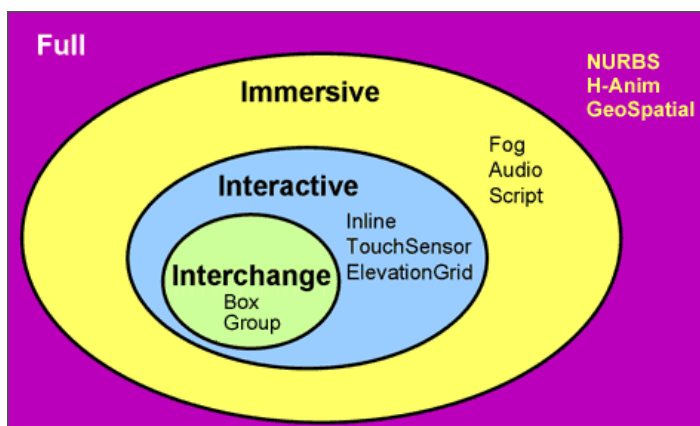 Full
NURBS
H-Anim
GeoSpatial
Immersive
Fog
Audio
Script
Interactive
Inline
TouchSensor
ElevationGrid
Interchange
Box
Group